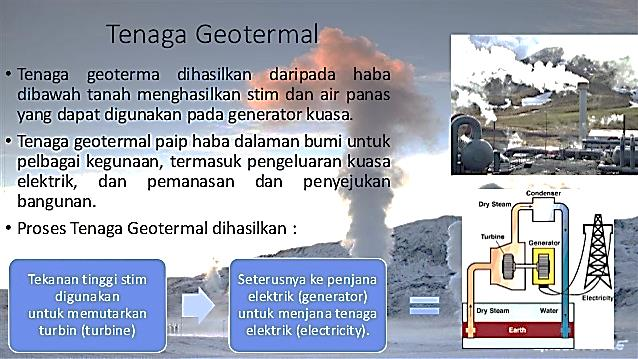 Tenaga Geotermal
• Tenaga geoterma dihasilkan daripada haba
dibawah tanah menghasilkan stim dan air panas
yang dapat digunakan pada generator kuasa.
• Tenaga geotermal paip haba dalaman bumi untuk
pelbagai kegunaan, termasuk pengeluaran kuasa
elektrik, dan pemanasan dan penyejukan
bangunan.
• Proses Tenaga Geotermal dihasilkan :
Tekanan tinggi stim
digunakan
untuk memutarkan
turbin (turbine)
Seterusnya ke penjana
elektrik (generator)
untuk menjana tenaga
elektrik (electricity).
Condenser
Dry Steam
Turbine
Generator
Electricity
Dry Steam
Water
Earth